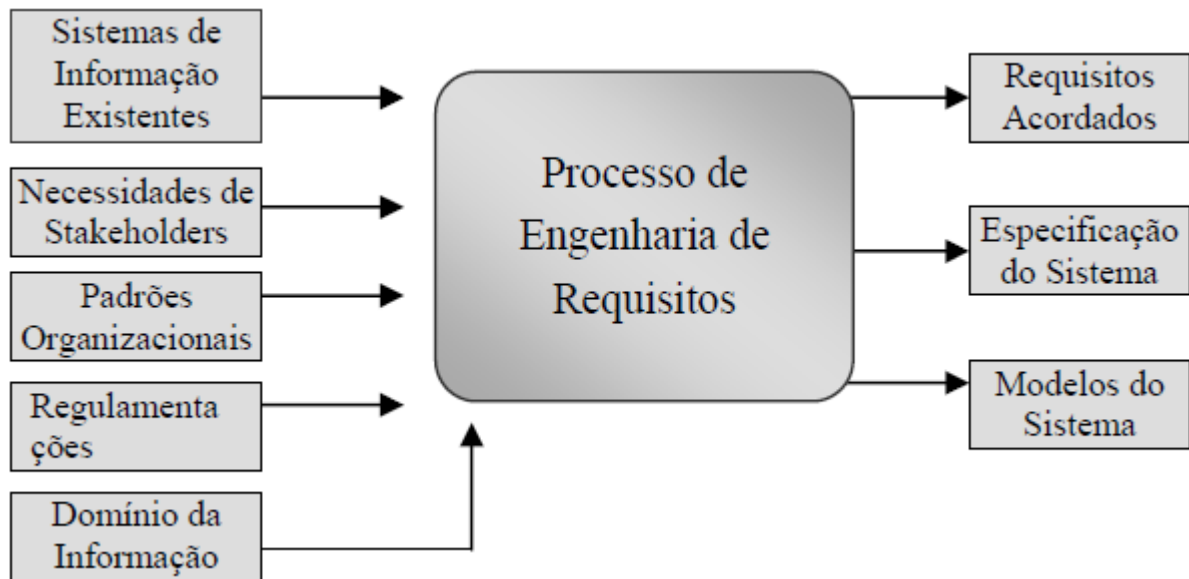 Sistemas de
Informação
Existentes
Necessidades de
Stakeholders
Padrões
Organizacionais
Regulamenta
ções
Domínio da
Informação
Processo de
Engenharia de
Requisitos
Requisitos
Acordados
Especificação
do Sistema
Modelos do
Sistema